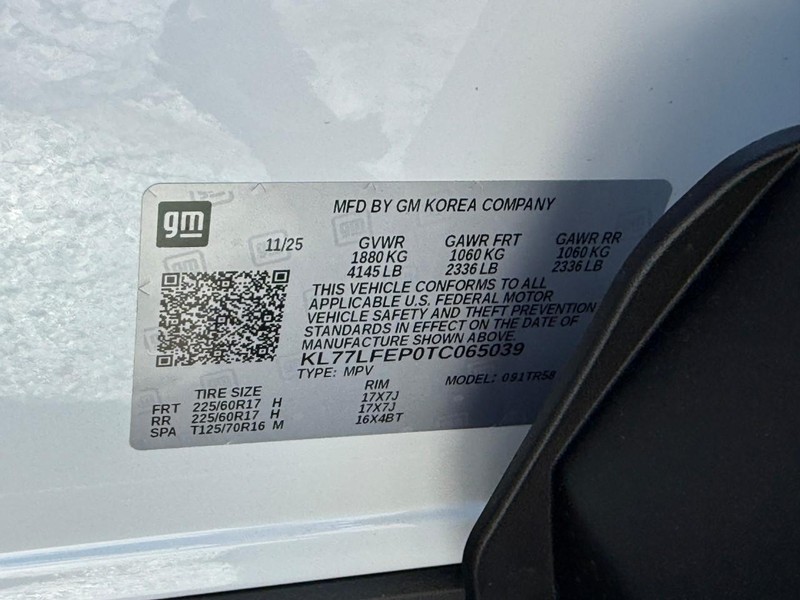 gm
MFD BY GM KOREA COMPANY
11/25 GVWR GAWR FRT GAWR RR
1880 KG 1060 KG 1060 KG
4145 LB 2336 LB 2336 LB
THIS VEHICLE CONFORMS TO ALL
APPLICABLE U.S. FEDERAL MOTOR
VEHICLE SAFETY AND THEFT PREVENTION
STANDARDS IN EFFECT ON THE DATE OF
MANUFACTURE SHOWN ABOVE.
KL77LFEP0TC065039
TYPE: MPV MODEL: 091TR58
TIRE SIZE RIM
FRT 225/60R17 H 17X7J
RR 225/60R17 H 17X7J
SPA T125/70R16 M 16X4BT